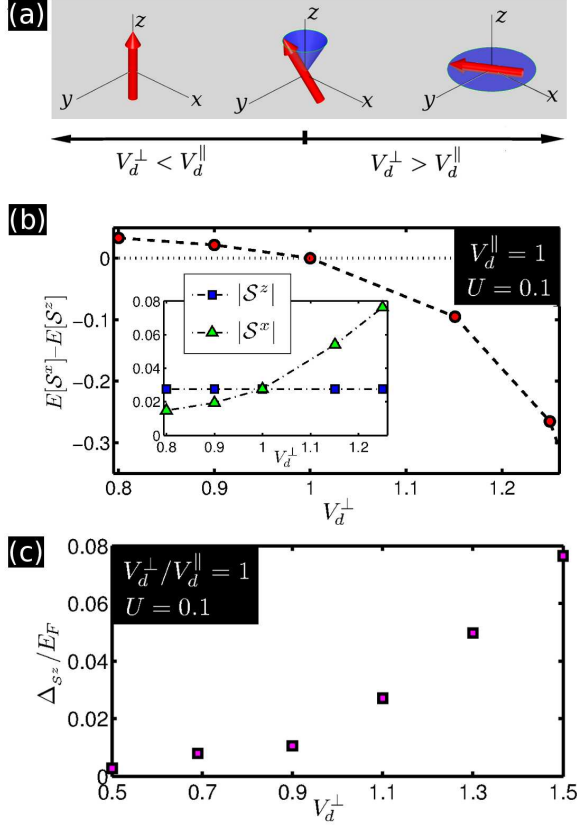 (a)
z z z
y x y x y x
V_d^⊥ < V_d^∥ V_d^⊥ > V_d^∥
(b)
E[𝒮^x]–E[𝒮^z]
0
−0.1
−0.2
−0.3
V_d^∥ = 1
U = 0.1
|𝒮^z|
|𝒮^x|
0.08
0.06
0.04
0.02
0
0.8 0.9 1.0 1.1 1.2
V_d^⊥
0.8 0.9 1 1.1 1.2
V_d^⊥
(c)
Δ_{𝒮^z}/E_F
0.08
0.06
0.04
0.02
0
V_d^⊥/V_d^∥ = 1
U = 0.1
0.5 0.7 0.9 1.1 1.3 1.5
V_d^⊥